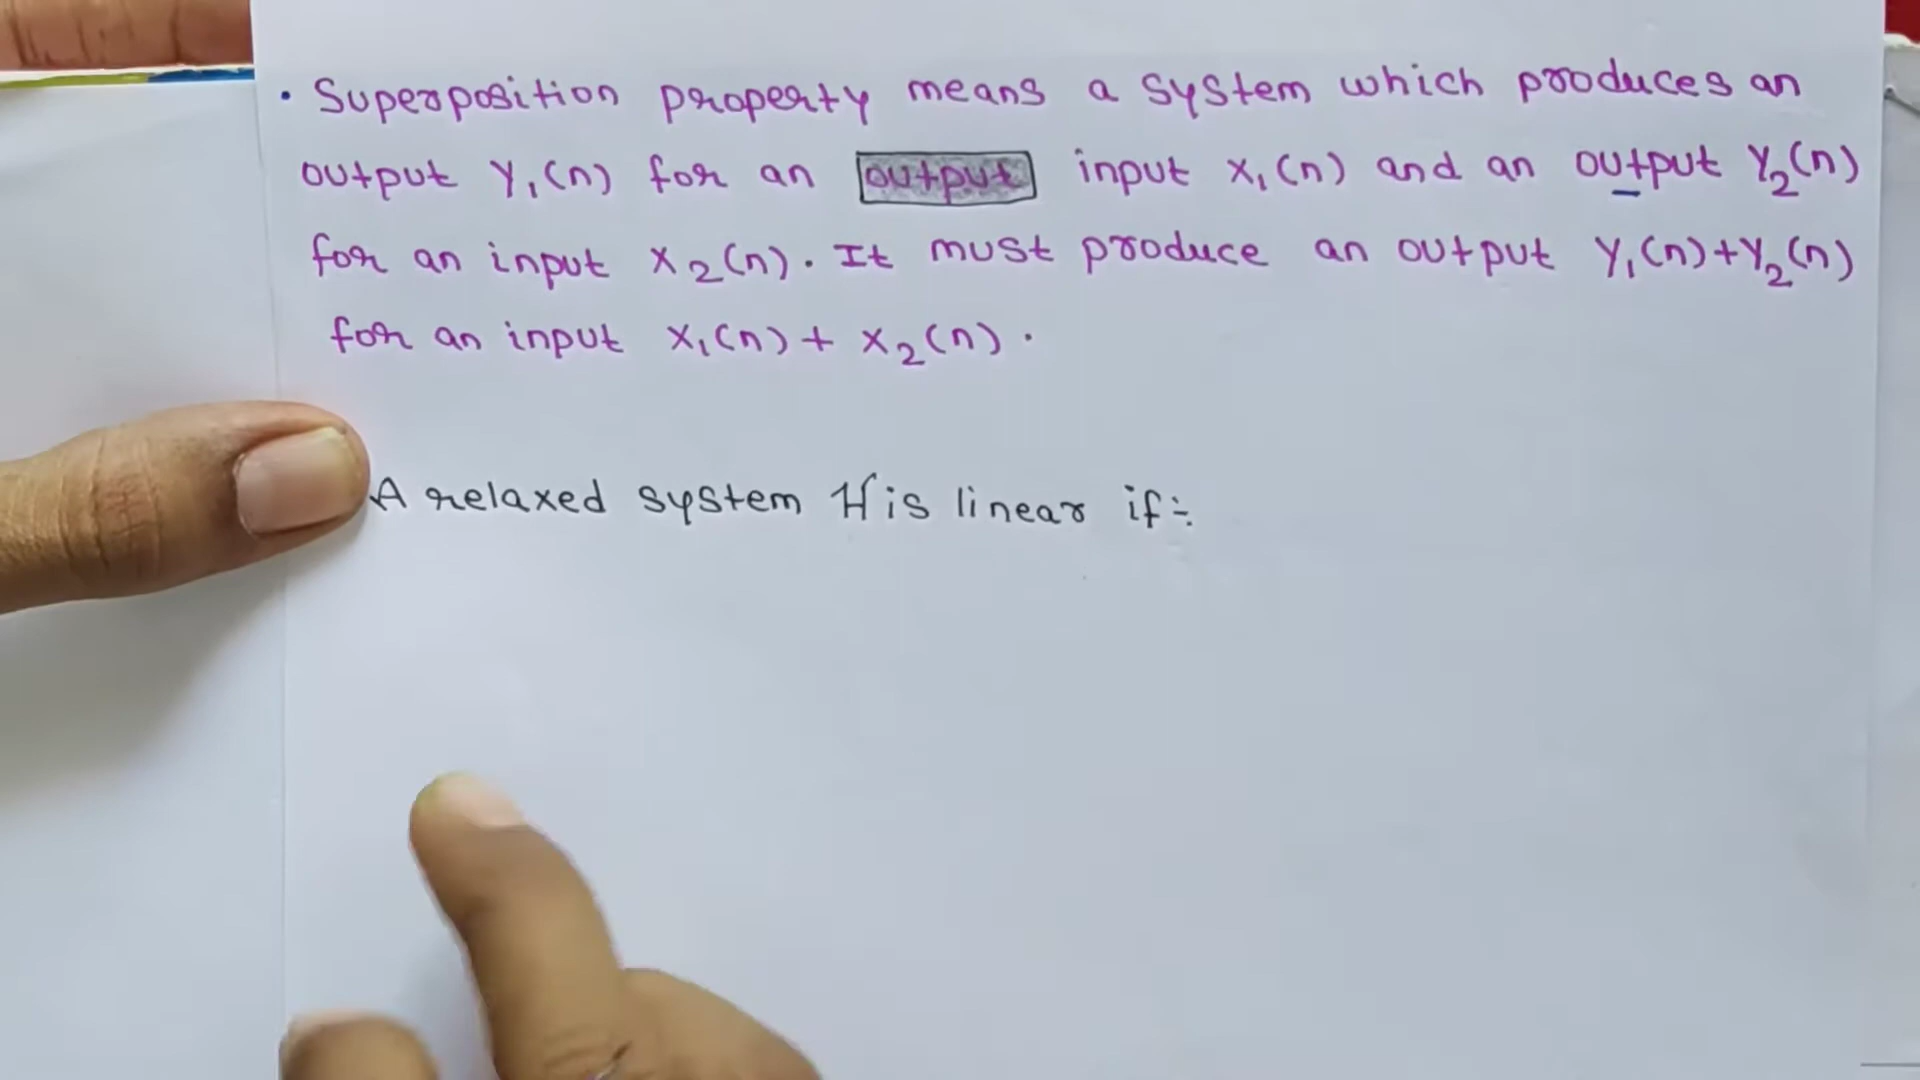 • Superposition property means a system which produces an
output y₁(n) for an output input x₁(n) and an output y₂(n)
for an input x₂(n). It must produce an output y₁(n)+y₂(n)
for an input x₁(n) + x₂(n).
A relaxed system H is linear if:-